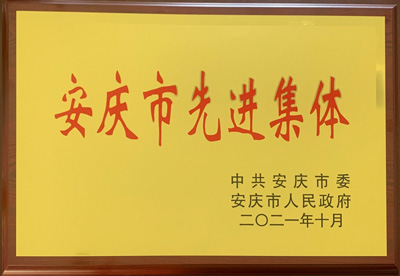 安庆市先进集体
中共安庆市委
安庆市人民政府
二〇二一年十月